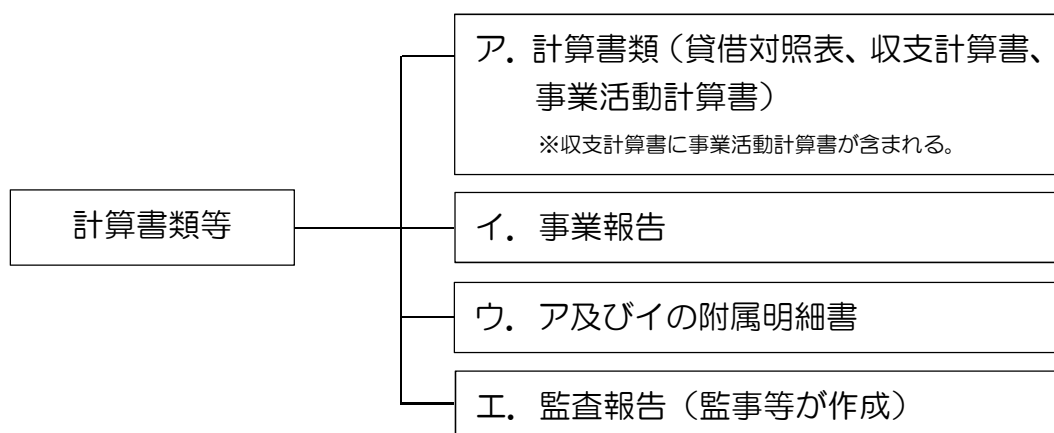 ア．計算書類（貸借対照表、収支計算書、
事業活動計算書）
※収支計算書に事業活動計算書が含まれる。
計算書類等
イ．事業報告
ウ．ア及びイの附属明細書
エ．監査報告（監事等が作成）